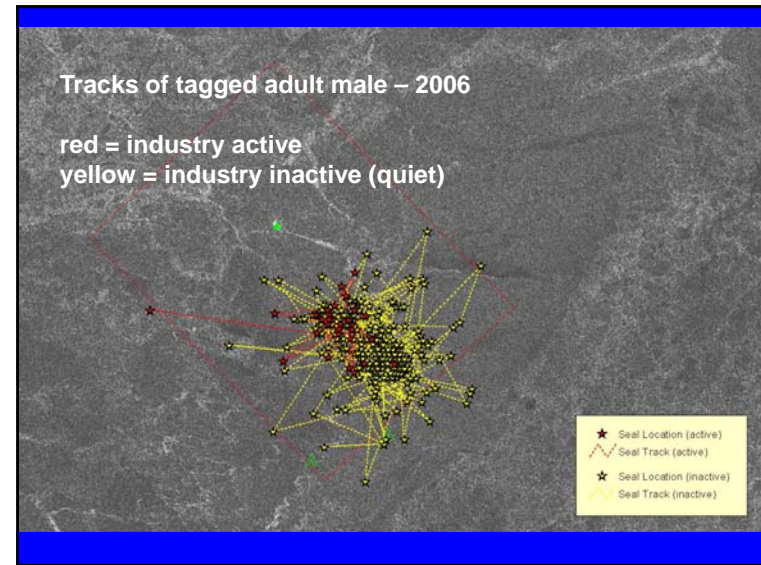 Tracks of tagged adult male – 2006
red = industry active
yellow = industry inactive (quiet)
Seal Location (active)
Seal Track (active)
Seal Location (inactive)
Seal Track (inactive)